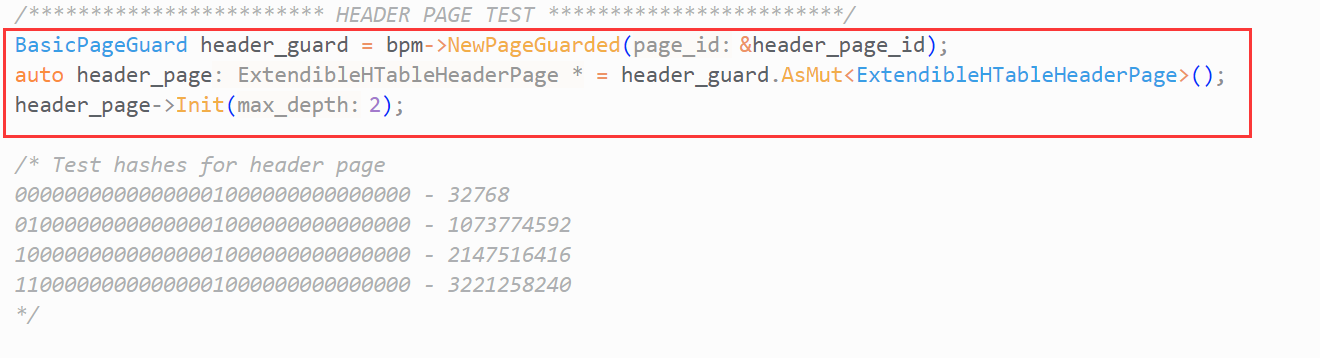 /************************ HEADER PAGE TEST ************************/
BasicPageGuard header_guard = bpm->NewPageGuarded(page_id: &header_page_id);
auto header_page: ExtendibleHTableHeaderPage * = header_guard.AsMut<ExtendibleHTableHeaderPage>();
header_page->Init(max_depth: 2);
/* Test hashes for header page
00000000000000001000000000000000 - 32768
01000000000000001000000000000000 - 1073774592
10000000000000001000000000000000 - 2147516416
11000000000000001000000000000000 - 3221258240
*/